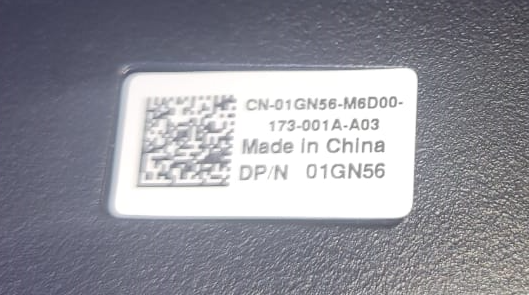 CN-01GN56-M6D00-
173-001A-A03
Made in China
DP/N 01GN56